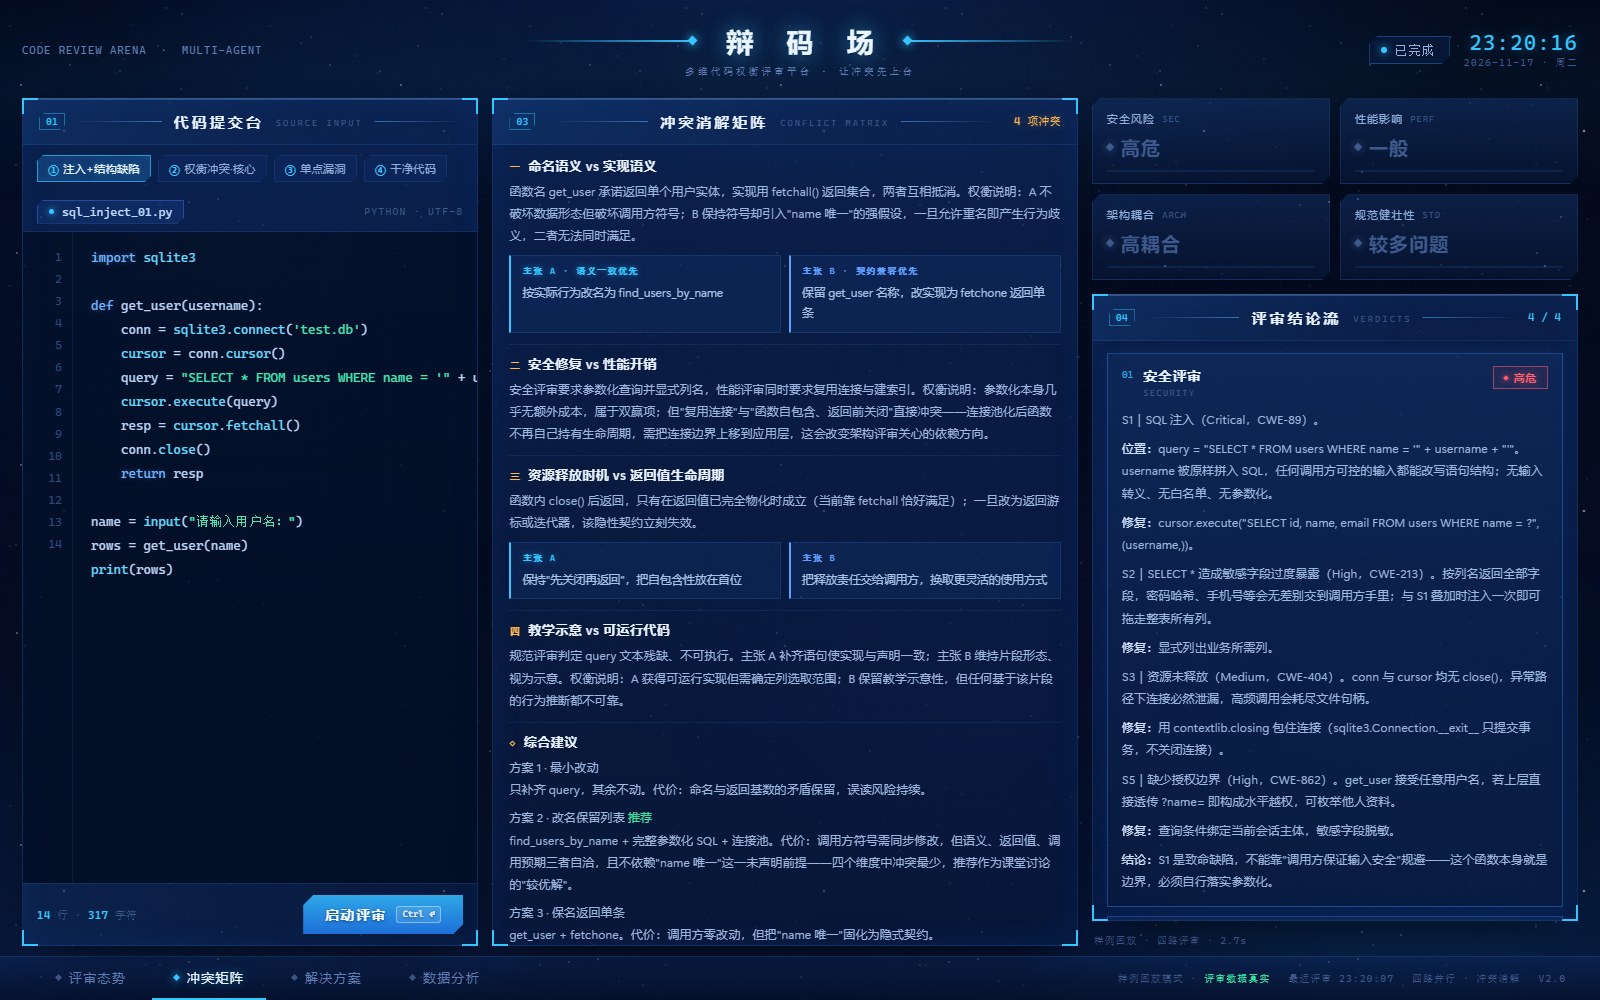 CODE REVIEW ARENA · MULTI-AGENT
辩 码 场
多维代码权衡评审平台 · 让冲突先上台
已完成
23:20:16
2026-11-17 · 周二
01 代码提交台 SOURCE INPUT
① 注入+结构缺陷 ② 权衡冲突·核心 ③ 单点漏洞 ④ 干净代码
sql_inject_01.py
PYTHON · UTF-8
1 import sqlite3
2
3 def get_user(username):
4 conn = sqlite3.connect('test.db')
5 cursor = conn.cursor()
6 query = "SELECT * FROM users WHERE name = '" + u
7 cursor.execute(query)
8 resp = cursor.fetchall()
9 conn.close()
10 return resp
11
12 name = input("请输入用户名: ")
13 rows = get_user(name)
14 print(rows)
14 行 · 317 字符
启动评审 Ctrl ⏎
03 冲突消解矩阵 CONFLICT MATRIX
4 项冲突
一 命名语义 vs 实现语义
函数名 get_user 承诺返回单个用户实体，实现用 fetchall() 返回集合，两者互相抵消。权衡说明：A 不
破坏数据形态但破坏调用方符号；B 保持符号却引入"name 唯一"的强假设，一旦允许重名即产生行为歧
义，二者无法同时满足。
主张 A · 语义一致优先
按实际行为改名为 find_users_by_name
主张 B · 契约兼容优先
保留 get_user 名称，改实现为 fetchone 返回单
条
二 安全修复 vs 性能开销
安全评审要求参数化查询并显式列名，性能评审同时要求复用连接与建索引。权衡说明：参数化本身几
乎无额外成本，属于双赢项；但"复用连接"与"函数自包含、返回前关闭"直接冲突——连接池化后函数
不再自己持有生命周期，需把连接边界上移到应用层，这会改变架构评审关心的依赖方向。
三 资源释放时机 vs 返回值生命周期
函数内 close() 后返回，只有在返回值已完全物化时成立（当前靠 fetchall 恰好满足）；一旦改为返回游
标或迭代器，该隐性契约立刻失效。
主张 A
保持"先关闭再返回"，把自包含性放在首位
主张 B
把释放责任交给调用方，换取更灵活的使用方式
四 教学示意 vs 可运行代码
规范评审判定 query 文本残缺、不可执行。主张 A 补齐语句使实现与声明一致；主张 B 维持片段形态、
视为示意。权衡说明：A 获得可运行实现但需确定列选取范围；B 保留教学示意性，但任何基于该片段
的行为推断都不可靠。
◇ 综合建议
方案 1 · 最小改动
只补齐 query，其余不动。代价：命名与返回基数的矛盾保留，误读风险持续。
方案 2 · 改名保留列表 推荐
find_users_by_name + 完整参数化 SQL + 连接池。代价：调用方符号需同步修改，但语义、返回值、调
用预期三者自洽，且不依赖"name 唯一"这一未声明前提——四个维度中冲突最少，推荐作为课堂讨论
的"较优解"。
方案 3 · 保名返回单条
get_user + fetchone。代价：调用方零改动，但把"name 唯一"固化为隐式契约。
安全风险 SEC
高危
性能影响 PERF
一般
架构耦合 ARCH
高耦合
规范健壮性 STD
较多问题
04 评审结论流 VERDICTS
4 / 4
01 安全评审
SECURITY
高危
S1 | SQL 注入（Critical，CWE-89）。
位置：query = "SELECT * FROM users WHERE name = '" + username + "'"。
username 被原样拼入 SQL，任何调用方可控的输入都能改写语句结构；无输入
转义、无白名单、无参数化。
修复：cursor.execute("SELECT id, name, email FROM users WHERE name = ?",
(username,))。
S2 | SELECT * 造成敏感字段过度暴露（High，CWE-213）。按列名返回全部字
段，密码哈希、手机号等会无差别交到调用方手里；与 S1 叠加时注入一次即可
拖走整表所有列。
修复：显式列出业务所需列。
S3 | 资源未释放（Medium，CWE-404）。conn 与 cursor 均无 close()，异常路
径下连接必然泄漏，高频调用会耗尽文件句柄。
修复：用 contextlib.closing 包住连接（sqlite3.Connection.__exit__ 只提交事
务，不关闭连接）。
S5 | 缺少授权边界（High，CWE-862）。get_user 接受任意用户名，若上层直
接透传 ?name= 即构成水平越权，可枚举他人资料。
修复：查询条件绑定当前会话主体，敏感字段脱敏。
结论：S1 是致命缺陷，不能靠"调用方保证输入安全"规避——这个函数本身就是
边界，必须自行落实参数化。
样例回放 · 四路评审 · 2.7s
评审态势 冲突矩阵 解决方案 数据分析
样例回放模式 · 评审数据真实 最近评审 23:20:07 四路并行 · 冲突消解 V2.0